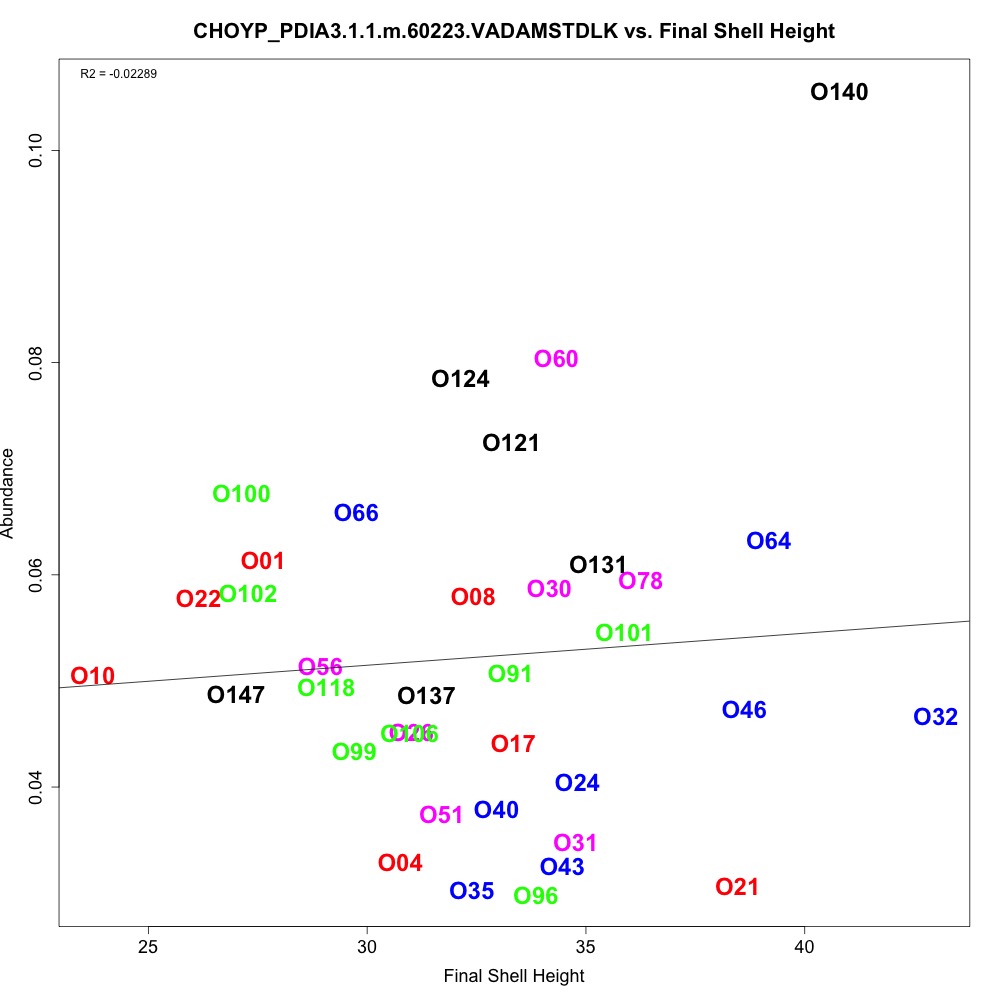 CHOYP_PDIA3.1.1.m.60223.VADAMSTDLK vs. Final Shell Height
R2 = -0.02289
O140
0.10
O60
0.08
O124
O121
O100
O66
O64
O01
O131
0.06
O78
O30
O102
O08
O22
O101
O56
O10
O91
O118
O147
O137
O46
O32
O26
O106
O17
O99
0.04
O24
O40
O51
O31
O04
O43
O21
O35
O96
Abundance
25 30 35 40
Final Shell Height